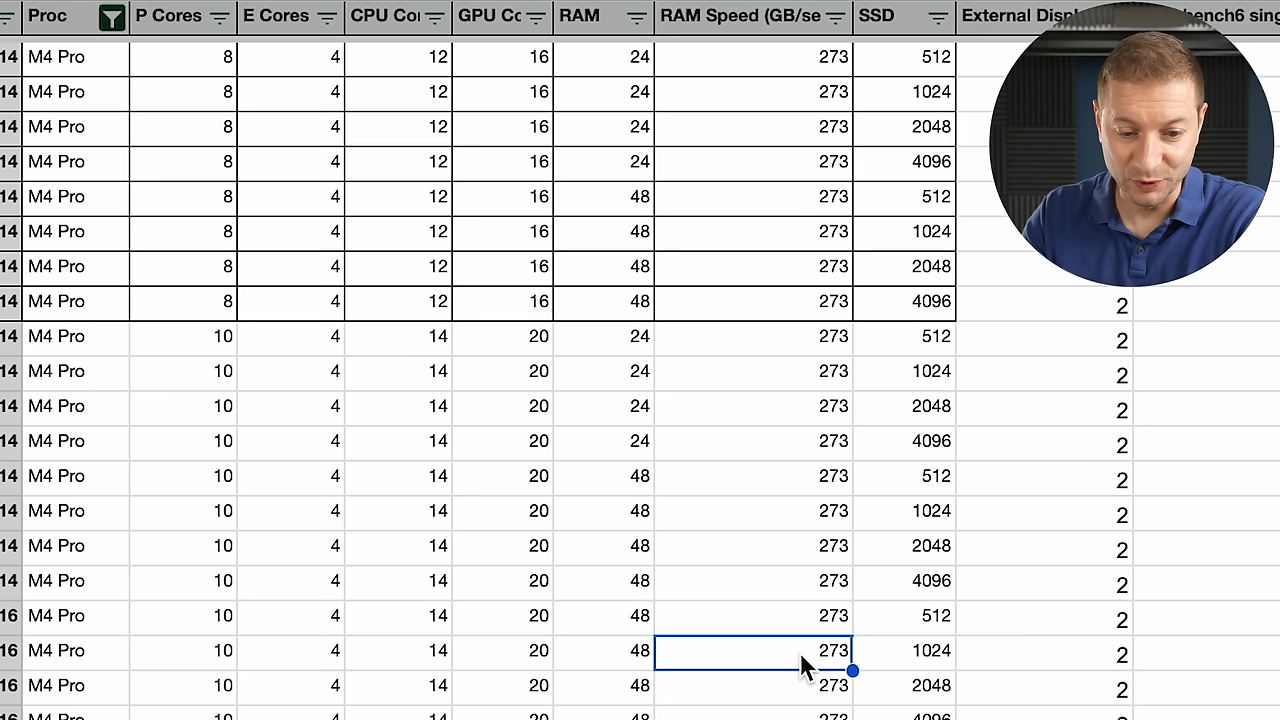 Proc P Cores E Cores CPU Co GPU Co RAM RAM Speed (GB/se SSD External Disp bench6 sing
14 M4 Pro 8 4 12 16 24 273 512
14 M4 Pro 8 4 12 16 24 273 1024
14 M4 Pro 8 4 12 16 24 273 2048
14 M4 Pro 8 4 12 16 24 273 4096
14 M4 Pro 8 4 12 16 48 273 512
14 M4 Pro 8 4 12 16 48 273 1024
14 M4 Pro 8 4 12 16 48 273 2048
14 M4 Pro 8 4 12 16 48 273 4096 2
14 M4 Pro 10 4 14 20 24 273 512 2
14 M4 Pro 10 4 14 20 24 273 1024 2
14 M4 Pro 10 4 14 20 24 273 2048 2
14 M4 Pro 10 4 14 20 24 273 4096 2
14 M4 Pro 10 4 14 20 48 273 512 2
14 M4 Pro 10 4 14 20 48 273 1024 2
14 M4 Pro 10 4 14 20 48 273 2048 2
14 M4 Pro 10 4 14 20 48 273 4096 2
16 M4 Pro 10 4 14 20 48 273 512 2
16 M4 Pro 10 4 14 20 48 273 1024 2
16 M4 Pro 10 4 14 20 48 273 2048 2
16 M4 Pro 10 4 14 20 48 273 4096